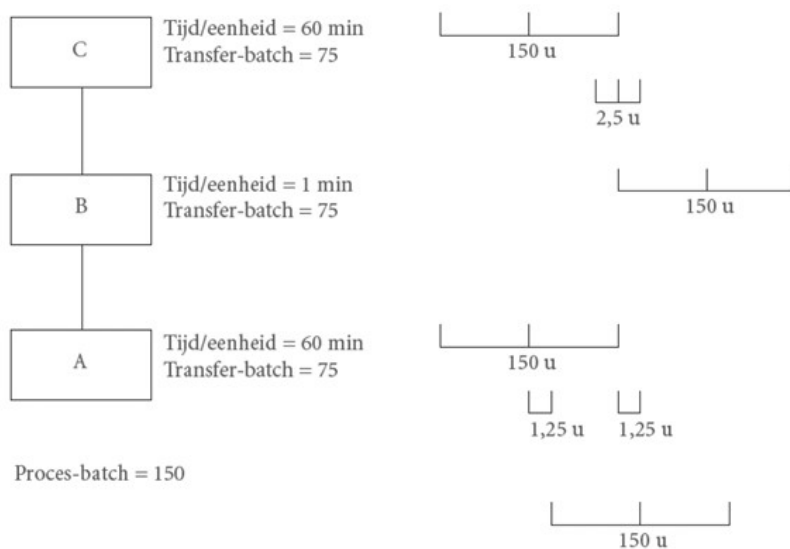 C
Tijd/eenheid = 60 min
Transfer-batch = 75
150 u
2,5 u
B
Tijd/eenheid = 1 min
Transfer-batch = 75
150 u
A
Tijd/eenheid = 60 min
Transfer-batch = 75
150 u
1,25 u
1,25 u
Proces-batch = 150
150 u